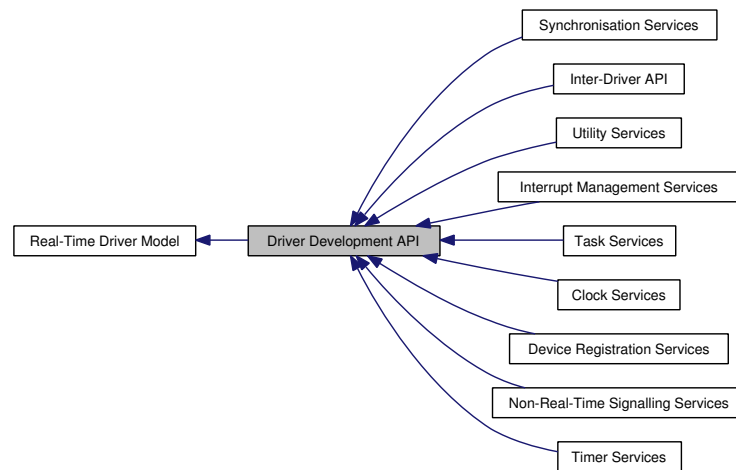 Synchronisation Services
Inter-Driver API
Utility Services
Interrupt Management Services
Real-Time Driver Model
Driver Development API
Task Services
Clock Services
Device Registration Services
Non-Real-Time Signalling Services
Timer Services